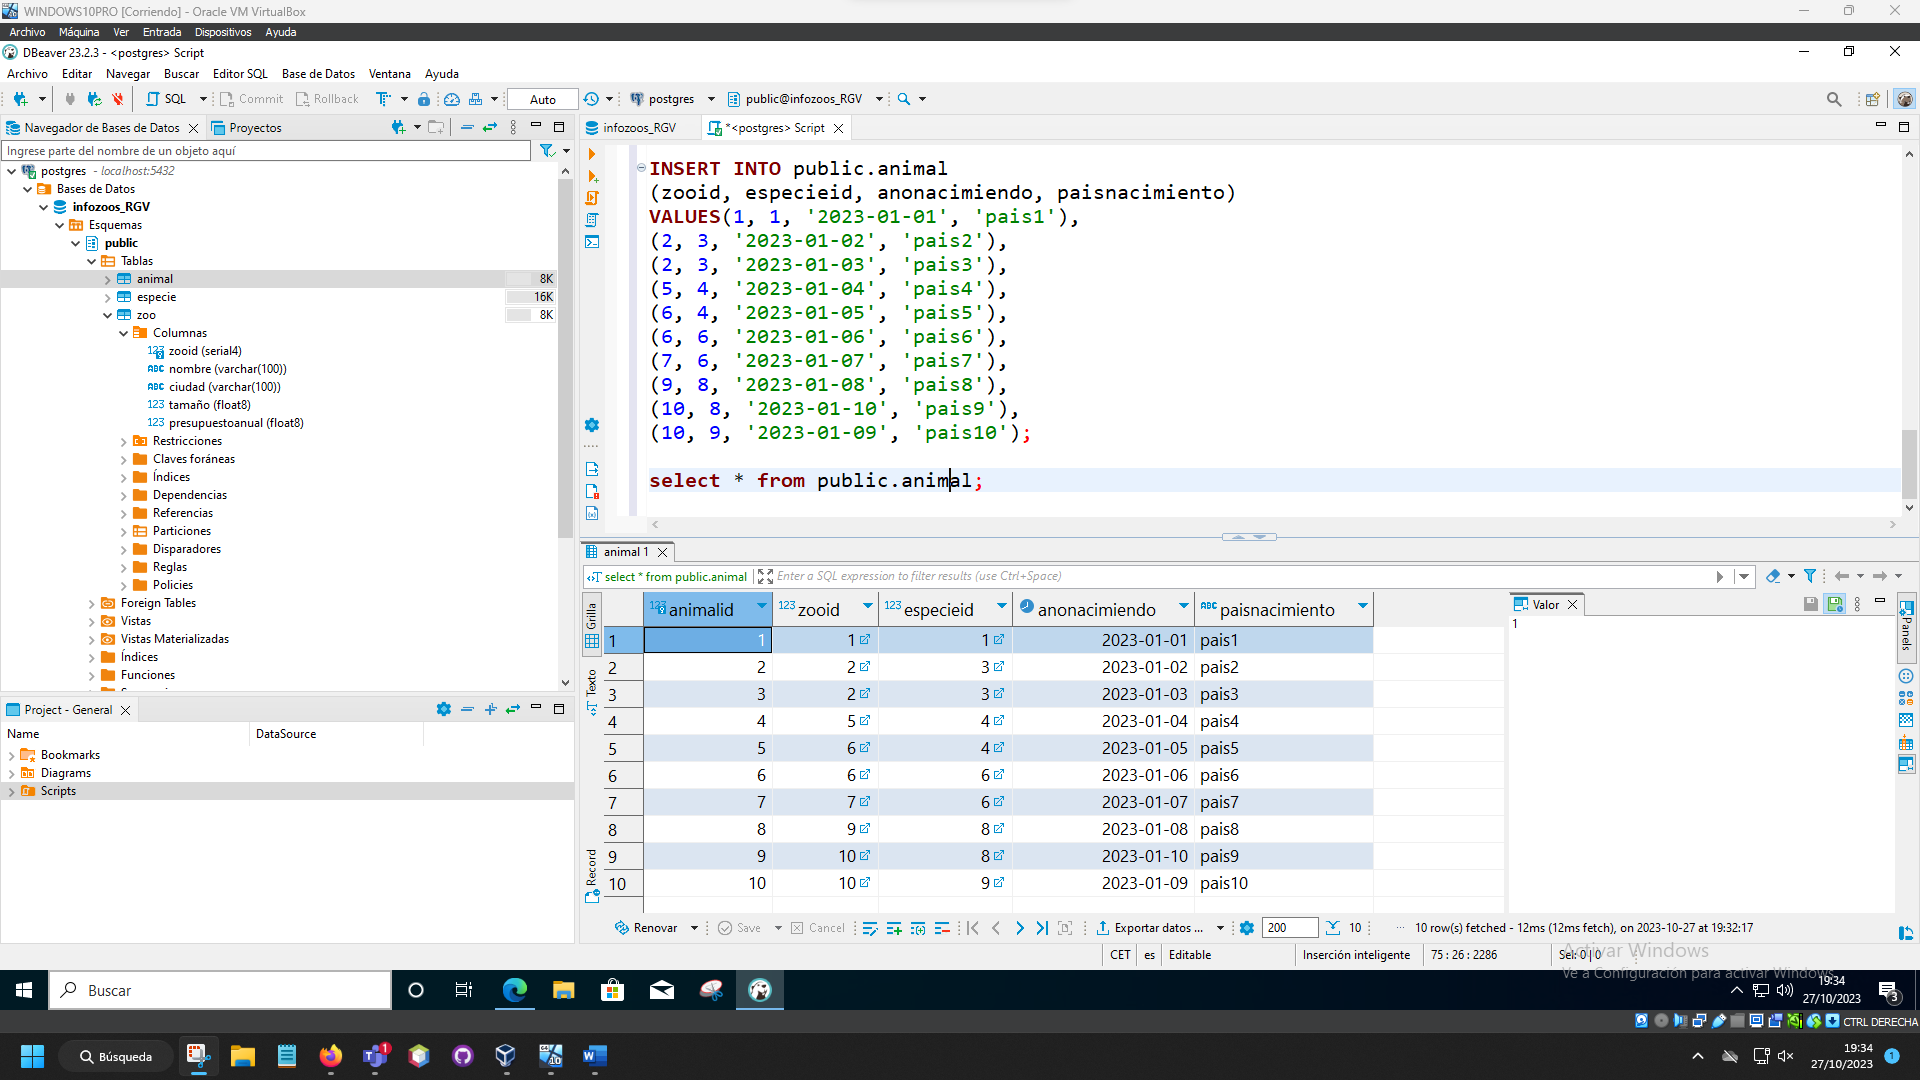 WINDOWS10PRO [Corriendo] - Oracle VM VirtualBox
Archivo Máquina Ver Entrada Dispositivos Ayuda
DBeaver 23.2.3 - <postgres> Script
Archivo Editar Navegar Buscar Editor SQL Base de Datos Ventana Ayuda
SQL Commit Rollback Auto postgres public@infozoos_RGV
Navegador de Bases de Datos Proyectos
infozoos_RGV *<postgres> Script
Ingrese parte del nombre de un objeto aquí
postgres - localhost:5432
Bases de Datos
infozoos_RGV
Esquemas
public
Tablas
animal 8K
especie 16K
zoo 8K
Columnas
zooid (serial4)
nombre (varchar(100))
ciudad (varchar(100))
tamaño (float8)
presupuestoanual (float8)
Restricciones
Claves foráneas
Índices
Dependencias
Referencias
Particiones
Disparadores
Reglas
Policies
Foreign Tables
Vistas
Vistas Materializadas
Índices
Funciones
INSERT INTO public.animal
(zooid, especieid, anonacimiendo, paisnacimiento)
VALUES(1, 1, '2023-01-01', 'pais1'),
(2, 3, '2023-01-02', 'pais2'),
(2, 3, '2023-01-03', 'pais3'),
(5, 4, '2023-01-04', 'pais4'),
(6, 4, '2023-01-05', 'pais5'),
(6, 6, '2023-01-06', 'pais6'),
(7, 6, '2023-01-07', 'pais7'),
(9, 8, '2023-01-08', 'pais8'),
(10, 8, '2023-01-10', 'pais9'),
(10, 9, '2023-01-09', 'pais10');
select * from public.animal;
animal 1
select * from public.animal Enter a SQL expression to filter results (use Ctrl+Space)
Grilla
Texto
Record
animalid zooid especieid anonacimiendo paisnacimiento
1 1 1 1 2023-01-01 pais1
2 2 2 3 2023-01-02 pais2
3 3 2 3 2023-01-03 pais3
4 4 5 4 2023-01-04 pais4
5 5 6 4 2023-01-05 pais5
6 6 6 6 2023-01-06 pais6
7 7 7 6 2023-01-07 pais7
8 8 9 8 2023-01-08 pais8
9 9 10 8 2023-01-10 pais9
10 10 10 9 2023-01-09 pais10
Valor
1
Panels
Renovar Save Cancel Exportar datos ... 200 10 ... 10 row(s) fetched - 12ms (12ms fetch), on 2023-10-27 at 19:32:17
Project - General
Name DataSource
Bookmarks
Diagrams
Scripts
CET es Editable Inserción inteligente 75 : 26 : 2286 Sel: 0 | 0
Activar Windows
Ve a Configuración para activar Windows.
Buscar
19:34
27/10/2023
3
CTRL DERECHA
Búsqueda
1
10
19:34
27/10/2023
1